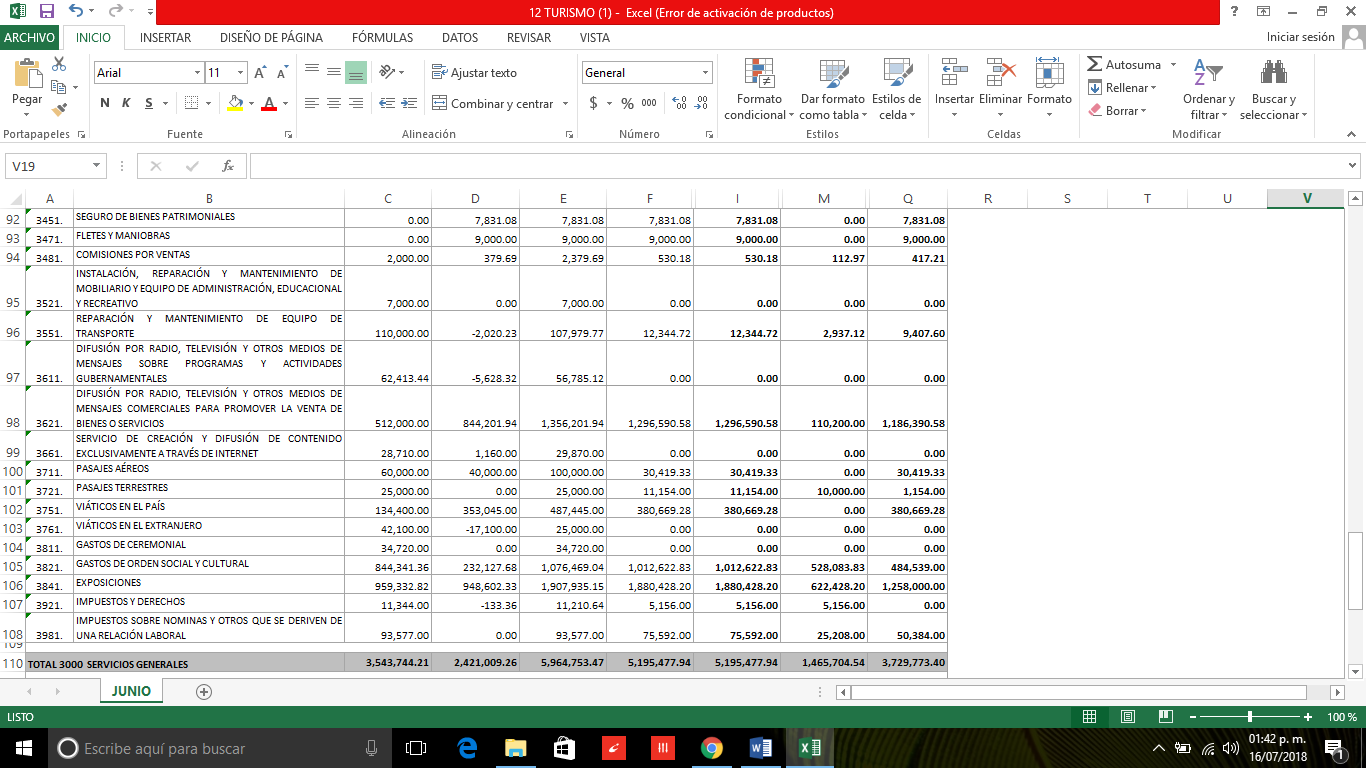 12 TURISMO (1) - Excel (Error de activación de productos)
?
ARCHIVO INICIO INSERTAR DISEÑO DE PÁGINA FÓRMULAS DATOS REVISAR VISTA Iniciar sesión
Arial 11 A A Ajustar texto General Autosuma
Pegar Formato condicional Dar formato como tabla Estilos de celda Insertar Eliminar Formato Rellenar Ordenar y filtrar Buscar y seleccionar
N K S A Combinar y centrar $ % 000 Borrar
Portapapeles Fuente Alineación Número Estilos Celdas Modificar
V19 fx
A B C D E F I M Q R S T U V
92 3451. SEGURO DE BIENES PATRIMONIALES 0.00 7,831.08 7,831.08 7,831.08 7,831.08 0.00 7,831.08
93 3471. FLETES Y MANIOBRAS 0.00 9,000.00 9,000.00 9,000.00 9,000.00 0.00 9,000.00
94 3481. COMISIONES POR VENTAS 2,000.00 379.69 2,379.69 530.18 530.18 112.97 417.21
INSTALACIÓN, REPARACIÓN Y MANTENIMIENTO DE
MOBILIARIO Y EQUIPO DE ADMINISTRACIÓN, EDUCACIONAL
95 3521. Y RECREATIVO 7,000.00 0.00 7,000.00 0.00 0.00 0.00 0.00
REPARACIÓN Y MANTENIMIENTO DE EQUIPO DE
96 3551. TRANSPORTE 110,000.00 -2,020.23 107,979.77 12,344.72 12,344.72 2,937.12 9,407.60
DIFUSIÓN POR RADIO, TELEVISIÓN Y OTROS MEDIOS DE
MENSAJES SOBRE PROGRAMAS Y ACTIVIDADES
97 3611. GUBERNAMENTALES 62,413.44 -5,628.32 56,785.12 0.00 0.00 0.00 0.00
DIFUSIÓN POR RADIO, TELEVISIÓN Y OTROS MEDIOS DE
MENSAJES COMERCIALES PARA PROMOVER LA VENTA DE
98 3621. BIENES O SERVICIOS 512,000.00 844,201.94 1,356,201.94 1,296,590.58 1,296,590.58 110,200.00 1,186,390.58
SERVICIO DE CREACIÓN Y DIFUSIÓN DE CONTENIDO
99 3661. EXCLUSIVAMENTE A TRAVÉS DE INTERNET 28,710.00 1,160.00 29,870.00 0.00 0.00 0.00 0.00
100 3711. PASAJES AÉREOS 60,000.00 40,000.00 100,000.00 30,419.33 30,419.33 0.00 30,419.33
101 3721. PASAJES TERRESTRES 25,000.00 0.00 25,000.00 11,154.00 11,154.00 10,000.00 1,154.00
102 3751. VIÁTICOS EN EL PAÍS 134,400.00 353,045.00 487,445.00 380,669.28 380,669.28 0.00 380,669.28
103 3761. VIÁTICOS EN EL EXTRANJERO 42,100.00 -17,100.00 25,000.00 0.00 0.00 0.00 0.00
104 3811. GASTOS DE CEREMONIAL 34,720.00 0.00 34,720.00 0.00 0.00 0.00 0.00
105 3821. GASTOS DE ORDEN SOCIAL Y CULTURAL 844,341.36 232,127.68 1,076,469.04 1,012,622.83 1,012,622.83 528,083.83 484,539.00
106 3841. EXPOSICIONES 959,332.82 948,602.33 1,907,935.15 1,880,428.20 1,880,428.20 622,428.20 1,258,000.00
107 3921. IMPUESTOS Y DERECHOS 11,344.00 -133.36 11,210.64 5,156.00 5,156.00 5,156.00 0.00
IMPUESTOS SOBRE NOMINAS Y OTROS QUE SE DERIVEN DE
108 3981. UNA RELACIÓN LABORAL 93,577.00 0.00 93,577.00 75,592.00 75,592.00 25,208.00 50,384.00
109
110 TOTAL 3000 SERVICIOS GENERALES 3,543,744.21 2,421,009.26 5,964,753.47 5,195,477.94 5,195,477.94 1,465,704.54 3,729,773.40
JUNIO
LISTO 100 %
Escribe aquí para buscar
01:42 p. m.
16/07/2018
1